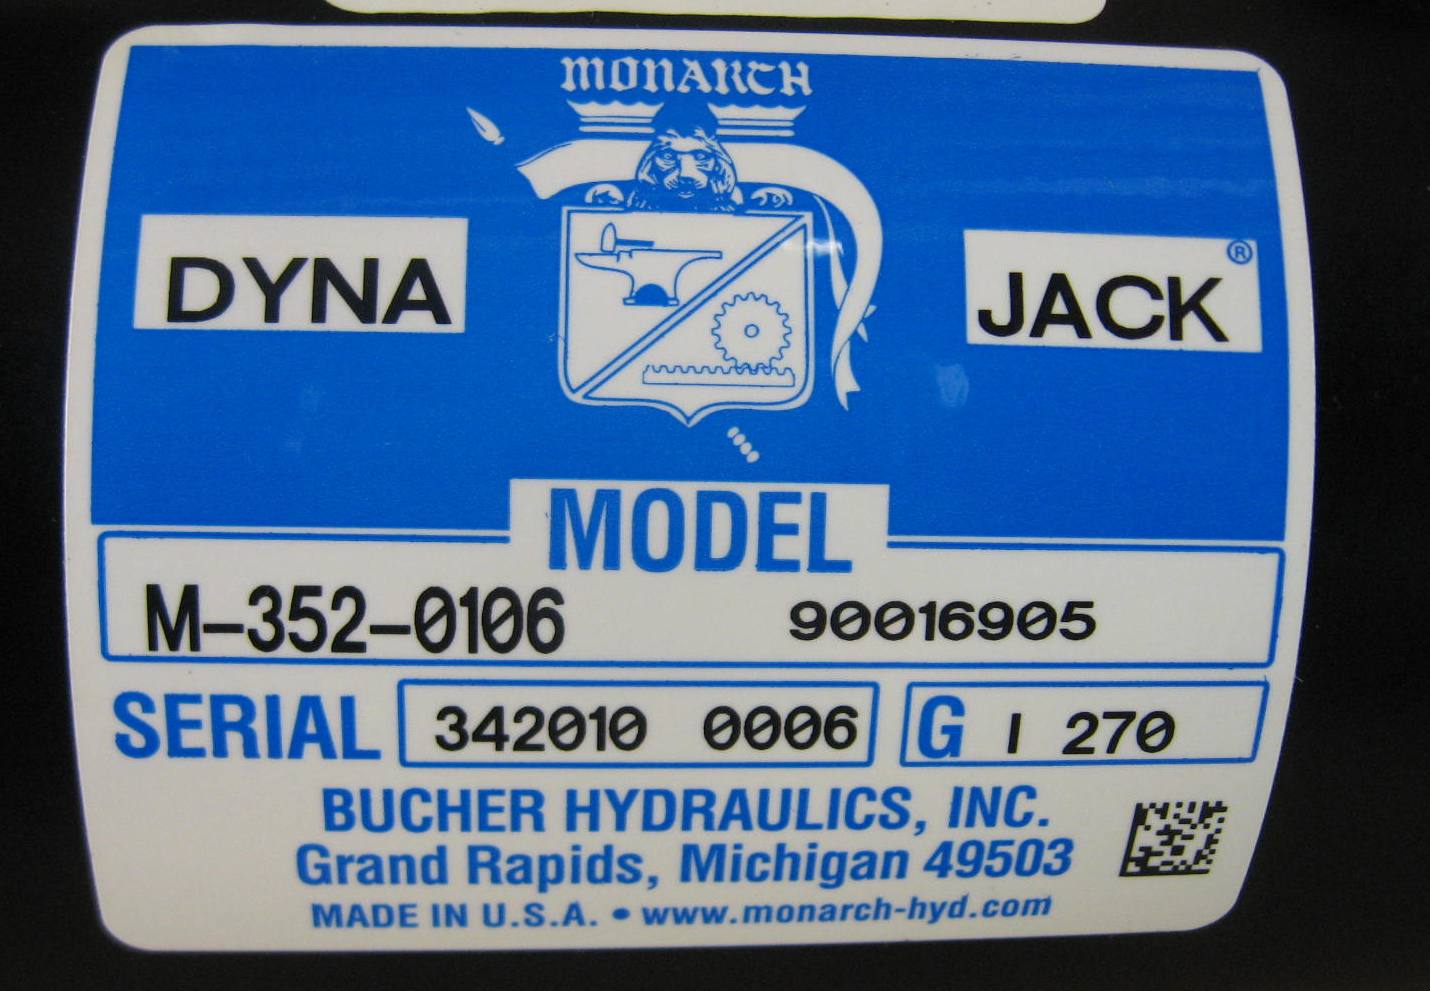 MONARCH
DYNA JACK®
MODEL
M-352-0106 90016905
SERIAL 342010 0006 G I 270
BUCHER HYDRAULICS, INC.
Grand Rapids, Michigan 49503
MADE IN U.S.A. • www.monarch-hyd.com